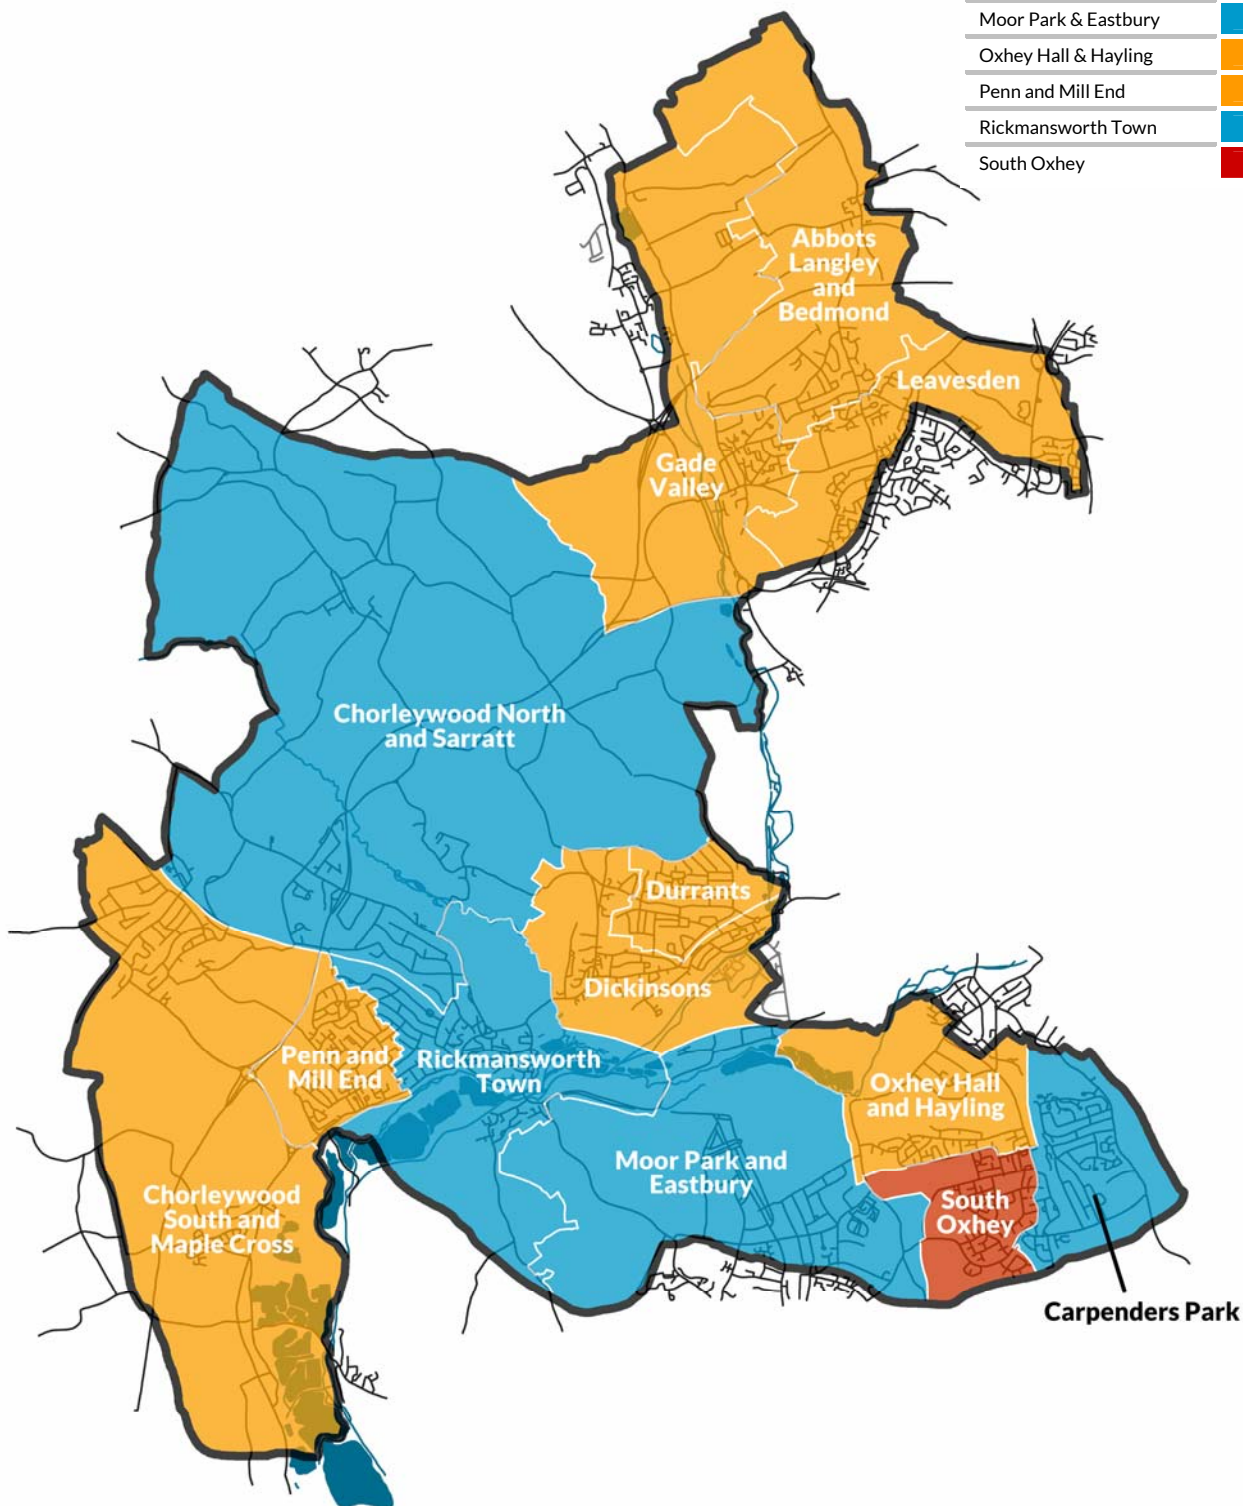 Moor Park & Eastbury
Oxhey Hall & Hayling
Penn and Mill End
Rickmansworth Town
South Oxhey
Abbots
Langley
and
Bedmond
Leavesden
Gade
Valley
Chorleywood North
and Sarratt
Durrants
Dickinsons
Penn and
Mill End
Rickmansworth
Town
Oxhey Hall
and Hayling
Moor Park and
Eastbury
South
Oxhey
Chorleywood
South and
Maple Cross
Carpenders Park